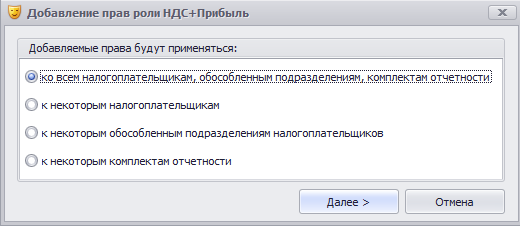 Добавление прав роли НДС+Прибыль
Добавляемые права будут применяться:
ко всем налогоплательщикам, обособленным подразделениям, комплектам отчетности
к некоторым налогоплательщикам
к некоторым обособленным подразделениям налогоплательщиков
к некоторым комплектам отчетности
Далее >
Отмена